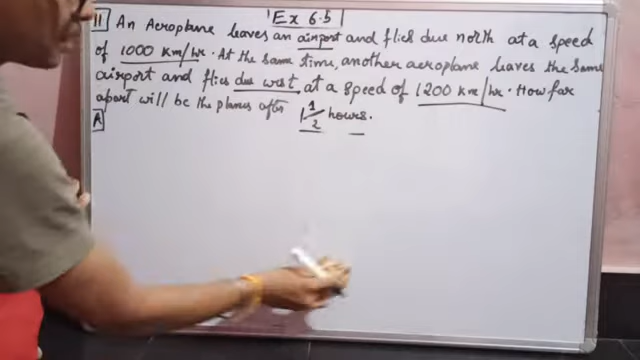 Ex 6.5
11 An Aeroplane leaves an airport and flies due north at a speed
of 1000 km/hr. At the same time, another aeroplane leaves the same
airport and flies due west at a speed of 1200 km/hr. How far
apart will be the planes after 1 1/2 hours.
A